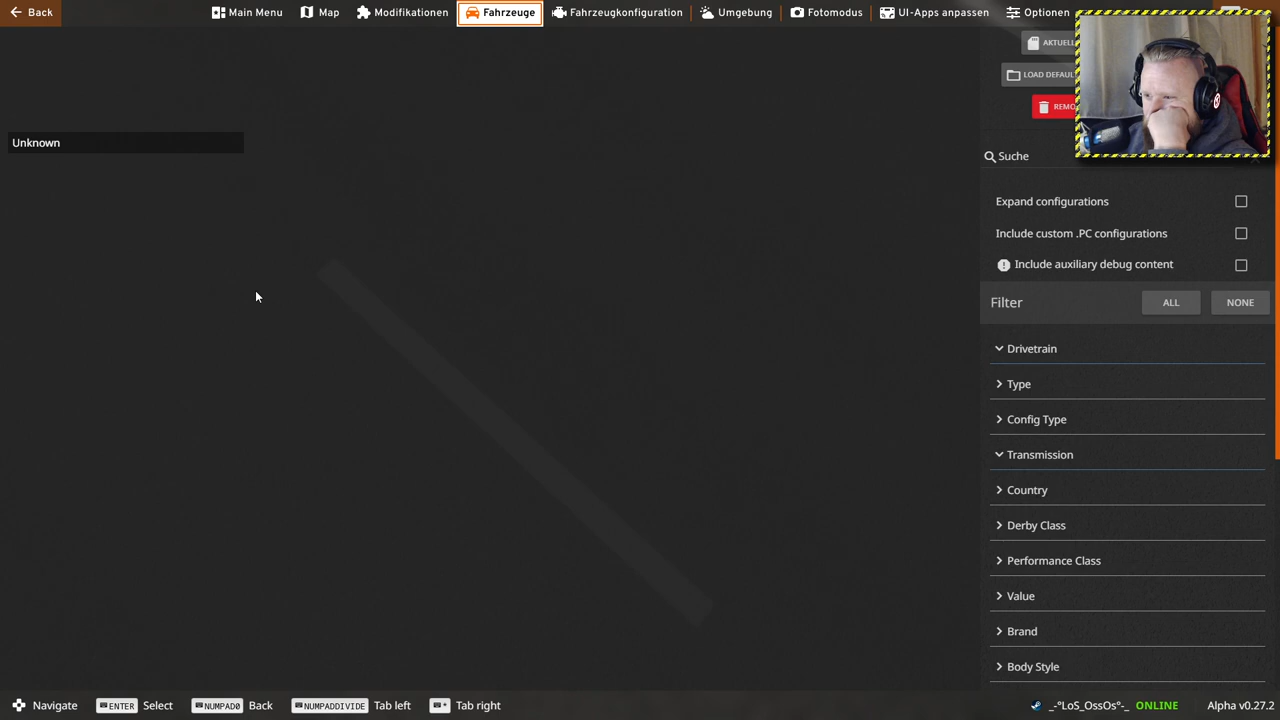 Back
Main Menu
Map
Modifikationen
Fahrzeuge
Fahrzeugkonfiguration
Umgebung
Fotomodus
UI-Apps anpassen
Optionen
Unknown
AKTUELL
LOAD DEFAUL
REMO
Suche
Expand configurations
Include custom .PC configurations
Include auxiliary debug content
Filter
ALL
NONE
Drivetrain
Type
Config Type
Transmission
Country
Derby Class
Performance Class
Value
Brand
Body Style
Navigate
ENTER Select
NUMPAD0 Back
NUMPADDIVIDE Tab left
* Tab right
_-°LoS_OssOs°-_ ONLINE
Alpha v0.27.2